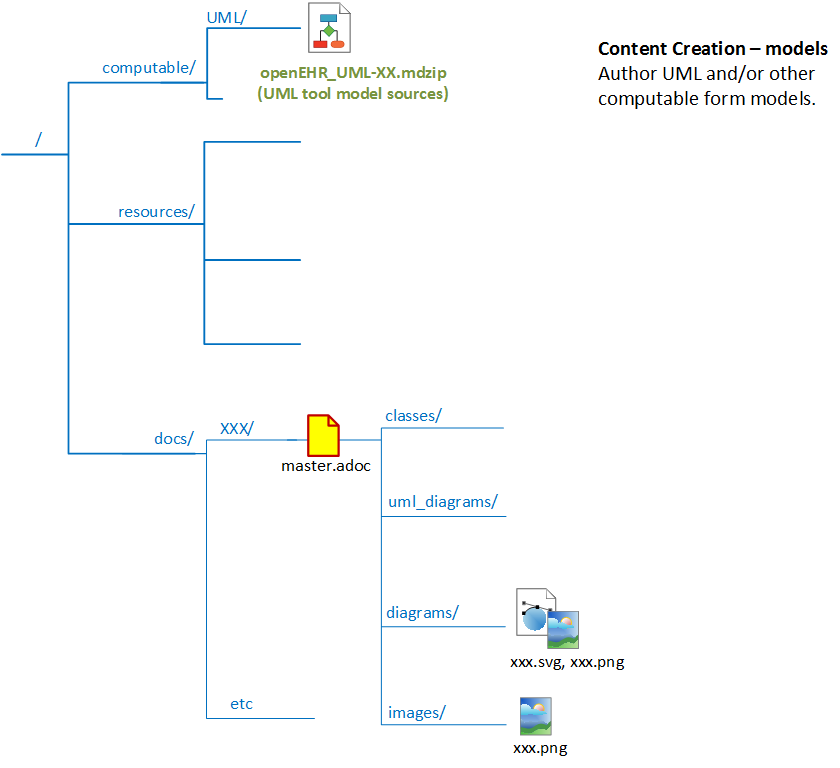 UML/
Content Creation – models
computable/
openEHR_UML-XX.mdzip
Author UML and/or other
(UML tool model sources)
computable form models.
/
resources/
classes/
XXX/
docs/
master.adoc
uml_diagrams/
diagrams/
xxx.svg, xxx.png
etc
images/
xxx.png